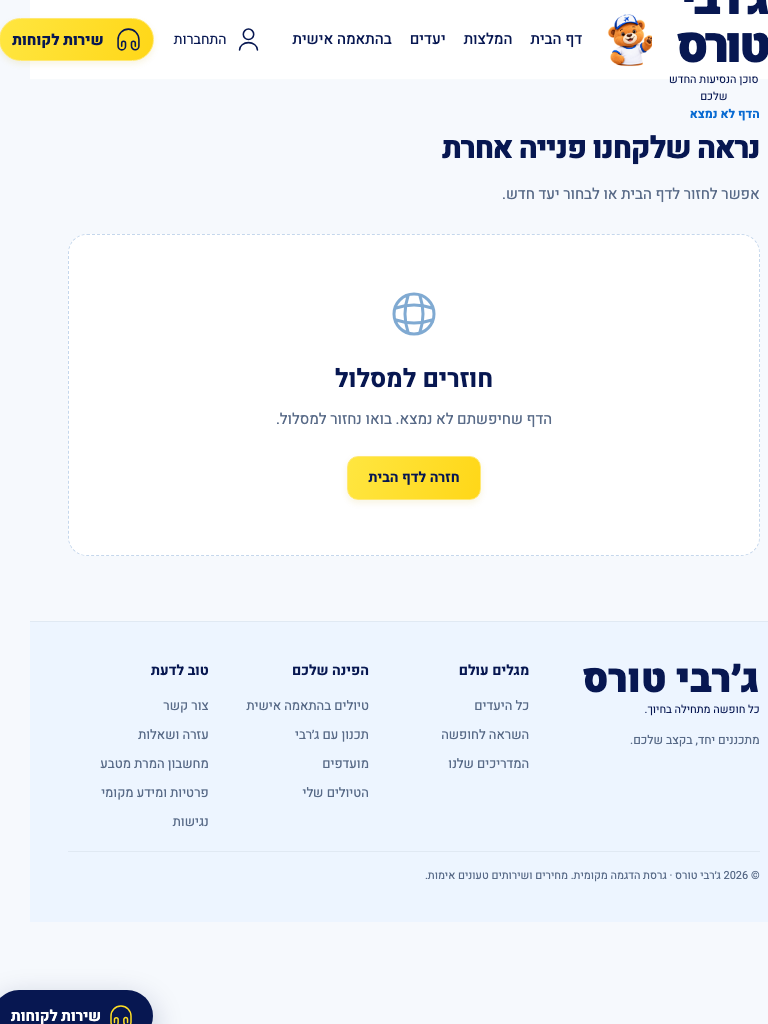 ג׳רבי
טורס
סוכן הנסיעות החדש
שלכם
דף הבית
המלצות
יעדים
בהתאמה אישית
התחברות
שירות לקוחות
הדף לא נמצא
נראה שלקחנו פנייה אחרת
אפשר לחזור לדף הבית או לבחור יעד חדש.
חוזרים למסלול
הדף שחיפשתם לא נמצא. בואו נחזור למסלול.
חזרה לדף הבית
ג׳רבי טורס
כל חופשה מתחילה בחיוך.
מתכננים יחד, בקצב שלכם.
מגלים עולם
כל היעדים
השראה לחופשה
המדריכים שלנו
הפינה שלכם
טיולים בהתאמה אישית
תכנון עם ג׳רבי
מועדפים
הטיולים שלי
טוב לדעת
צור קשר
עזרה ושאלות
מחשבון המרת מטבע
פרטיות ומידע מקומי
נגישות
© 2026 ג׳רבי טורס · גרסת הדגמה מקומית. מחירים ושירותים טעונים אימות.
שירות לקוחות